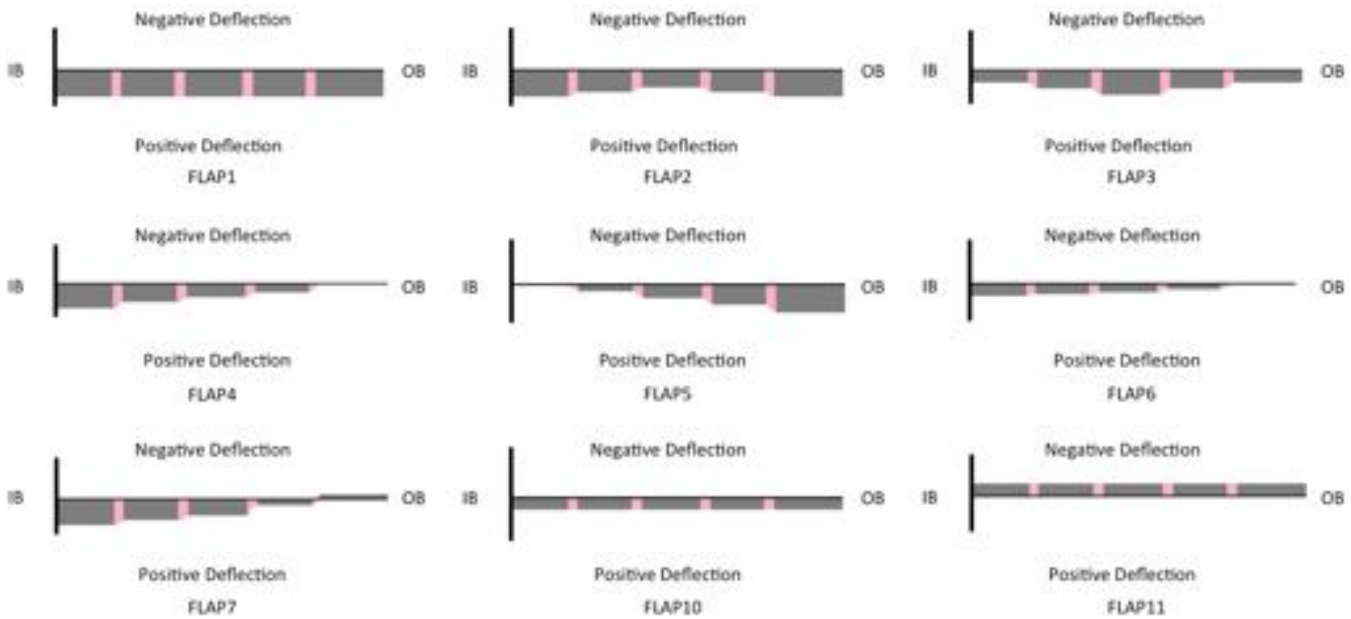 Negative Deflection Negative Deflection Negative Deflection
IB OB IB OB IB OB
Positive Deflection Positive Deflection Positive Deflection
FLAP1 FLAP2 FLAP3
Negative Deflection Negative Deflection Negative Deflection
IB OB IB OB IB OB
Positive Deflection Positive Deflection Positive Deflection
FLAP4 FLAP5 FLAP6
Negative Deflection Negative Deflection Negative Deflection
IB OB IB OB IB OB
Positive Deflection Positive Deflection Positive Deflection
FLAP7 FLAP10 FLAP11